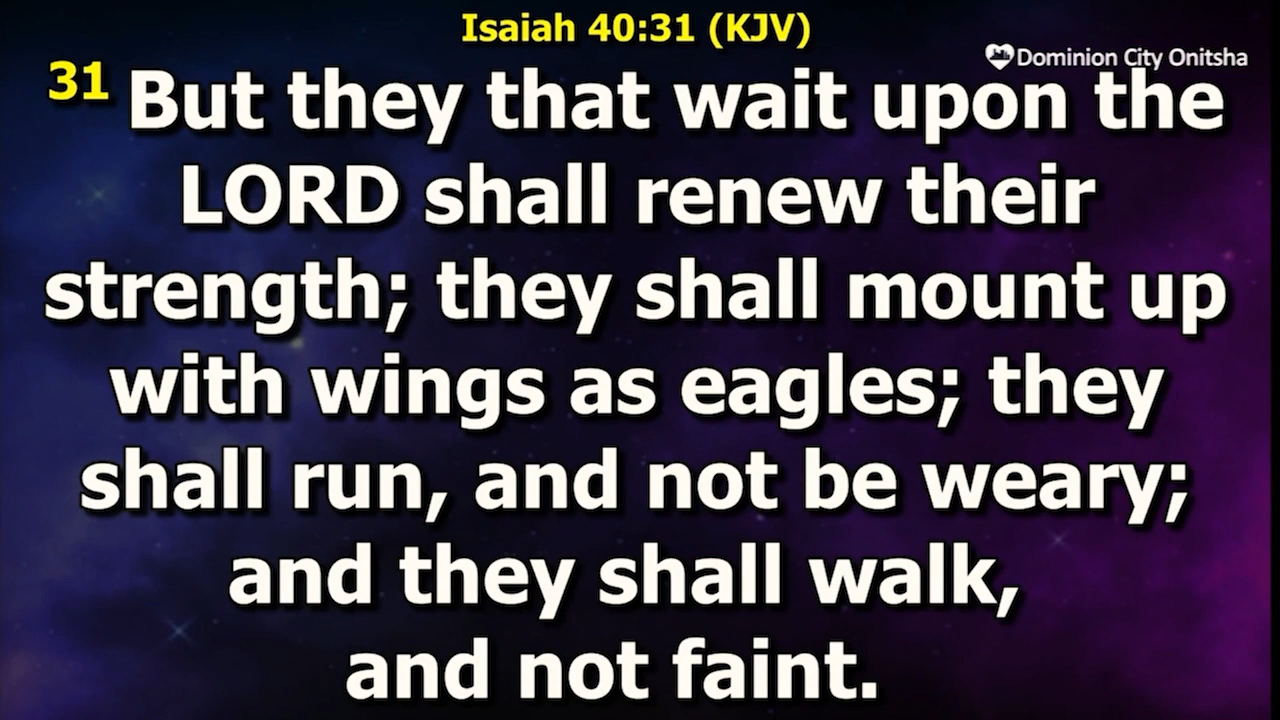 Isaiah 40:31 (KJV)
Dominion City Onitsha
31 But they that wait upon the
LORD shall renew their
strength; they shall mount up
with wings as eagles; they
shall run, and not be weary;
and they shall walk,
and not faint.